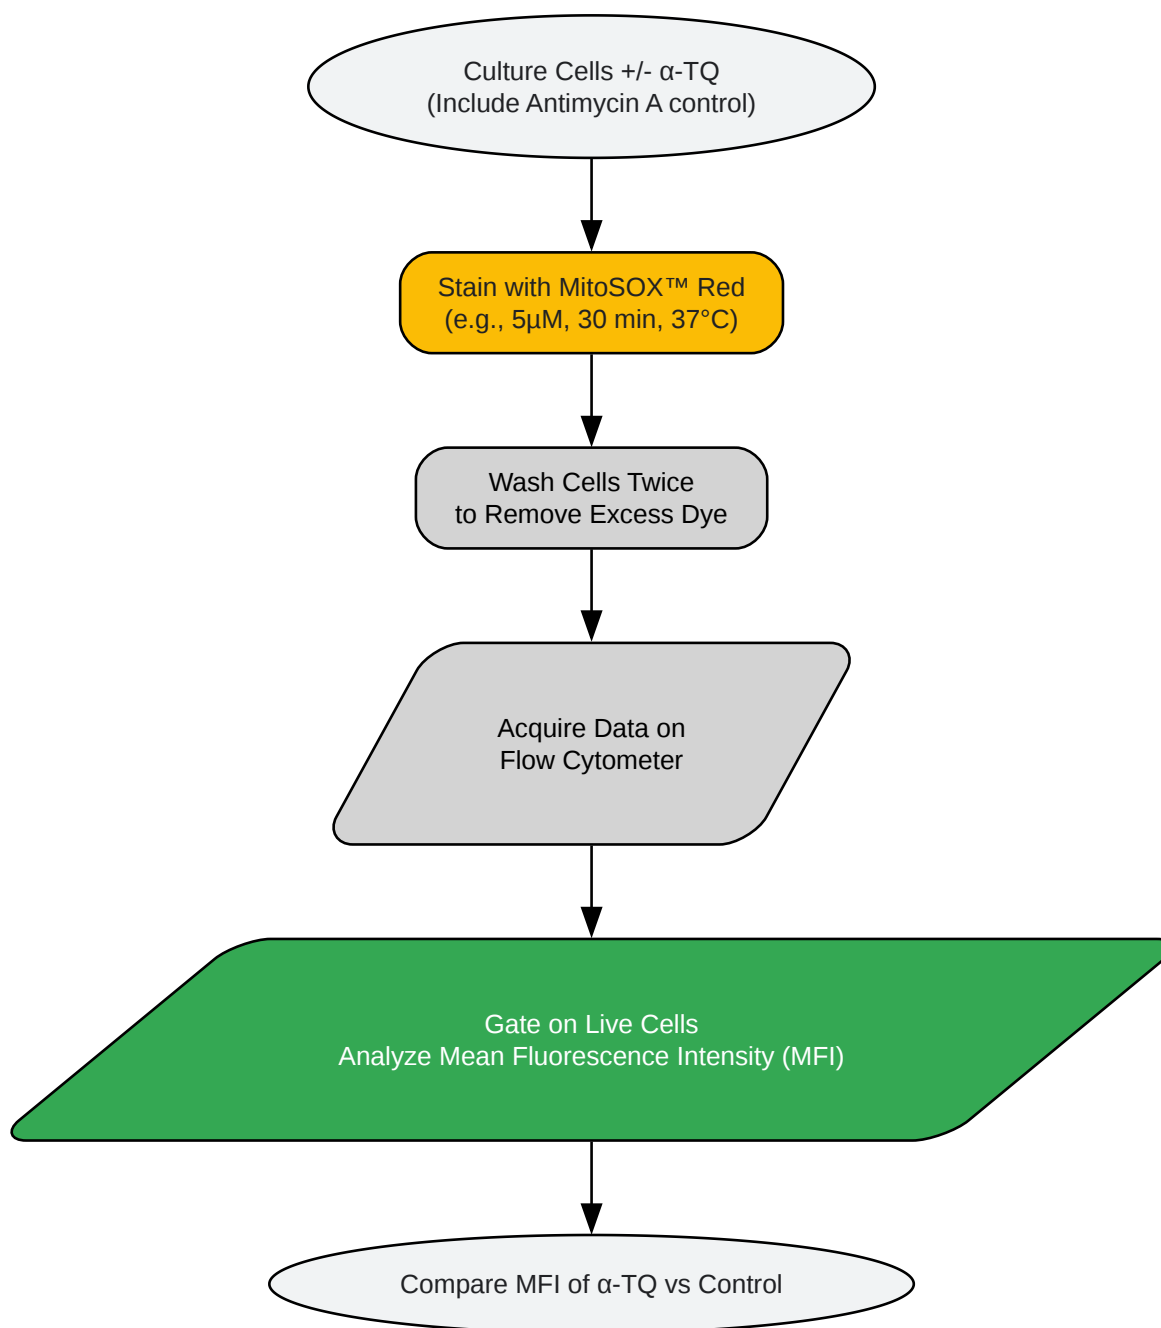 Culture Cells +/- α-TQ
(Include Antimycin A control)
Stain with MitoSOX™ Red
(e.g., 5µM, 30 min, 37°C)
Wash Cells Twice
to Remove Excess Dye
Acquire Data on
Flow Cytometer
Gate on Live Cells
Analyze Mean Fluorescence Intensity (MFI)
Compare MFI of α-TQ vs Control